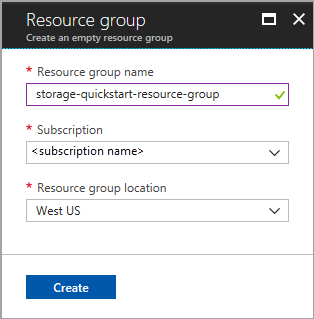 Resource group
Create an empty resource group
* Resource group name
storage-quickstart-resource-group
* Subscription
<subscription name>
* Resource group location
West US
Create